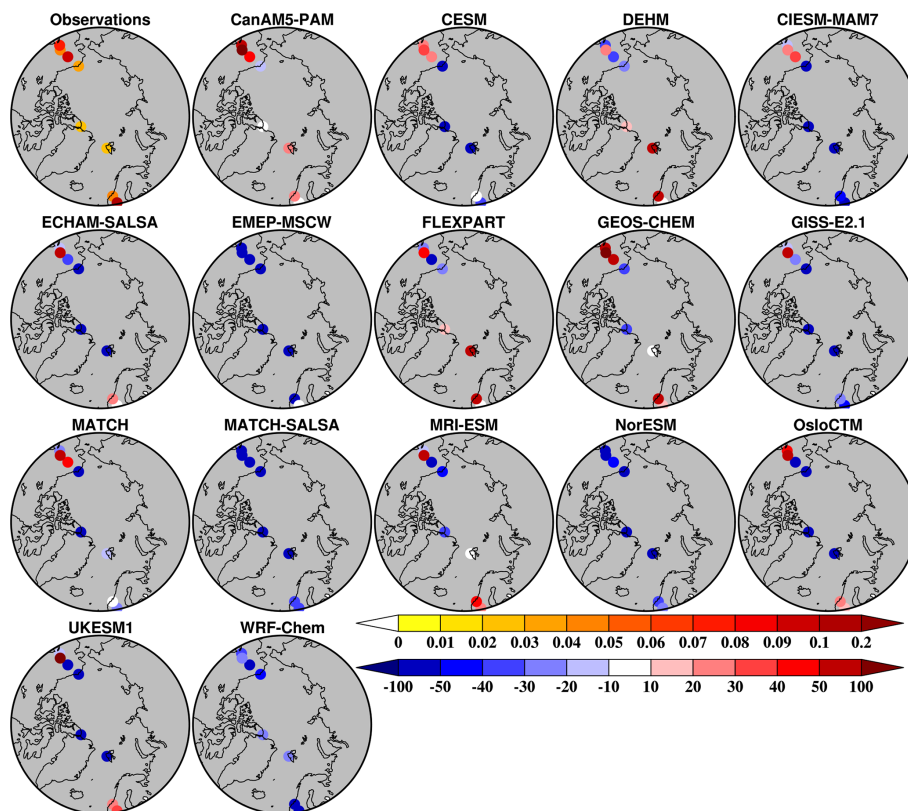 Observations CanAM5-PAM CESM DEHM CIESM-MAM7
ECHAM-SALSA EMEP-MSCW FLEXPART GEOS-CHEM GISS-E2.1
MATCH MATCH-SALSA MRI-ESM NorESM OsloCTM
UKESM1 WRF-Chem
0 0.01 0.02 0.03 0.04 0.05 0.06 0.07 0.08 0.09 0.1 0.2
-100 -50 -40 -30 -20 -10 10 20 30 40 50 100